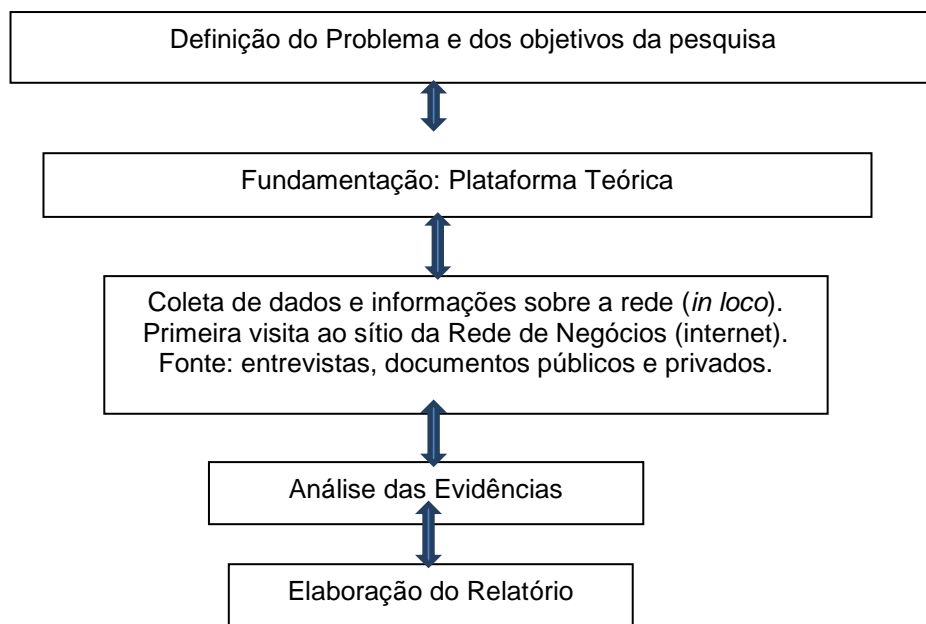 Definição do Problema e dos objetivos da pesquisa
Fundamentação: Plataforma Teórica
Coleta de dados e informações sobre a rede (in loco).
Primeira visita ao sítio da Rede de Negócios (internet).
Fonte: entrevistas, documentos públicos e privados.
Análise das Evidências
Elaboração do Relatório